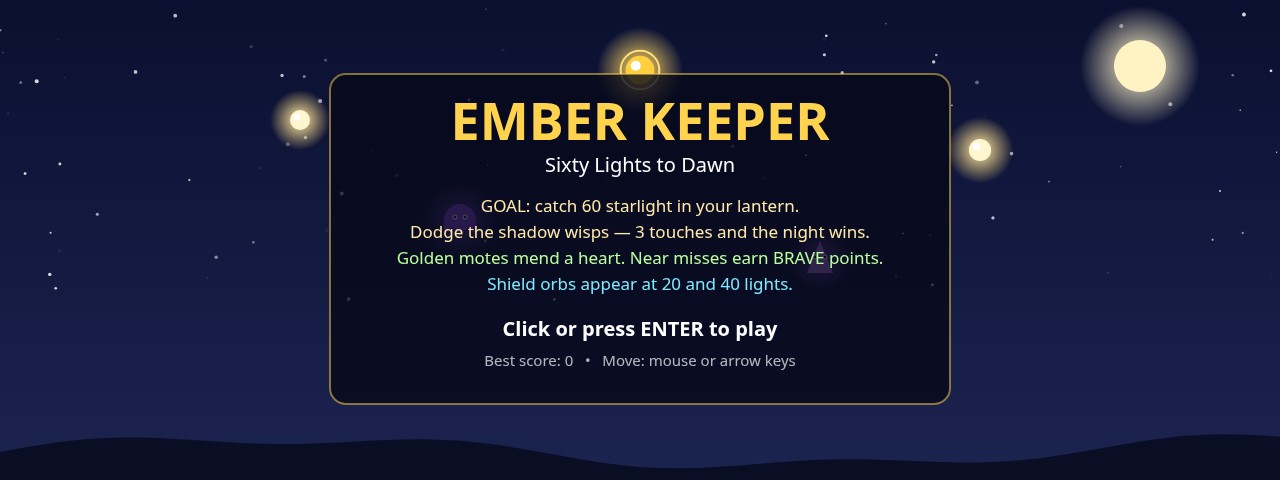 EMBER KEEPER
Sixty Lights to Dawn
GOAL: catch 60 starlight in your lantern.
Dodge the shadow wisps — 3 touches and the night wins.
Golden motes mend a heart. Near misses earn BRAVE points.
Shield orbs appear at 20 and 40 lights.
Click or press ENTER to play
Best score: 0 • Move: mouse or arrow keys